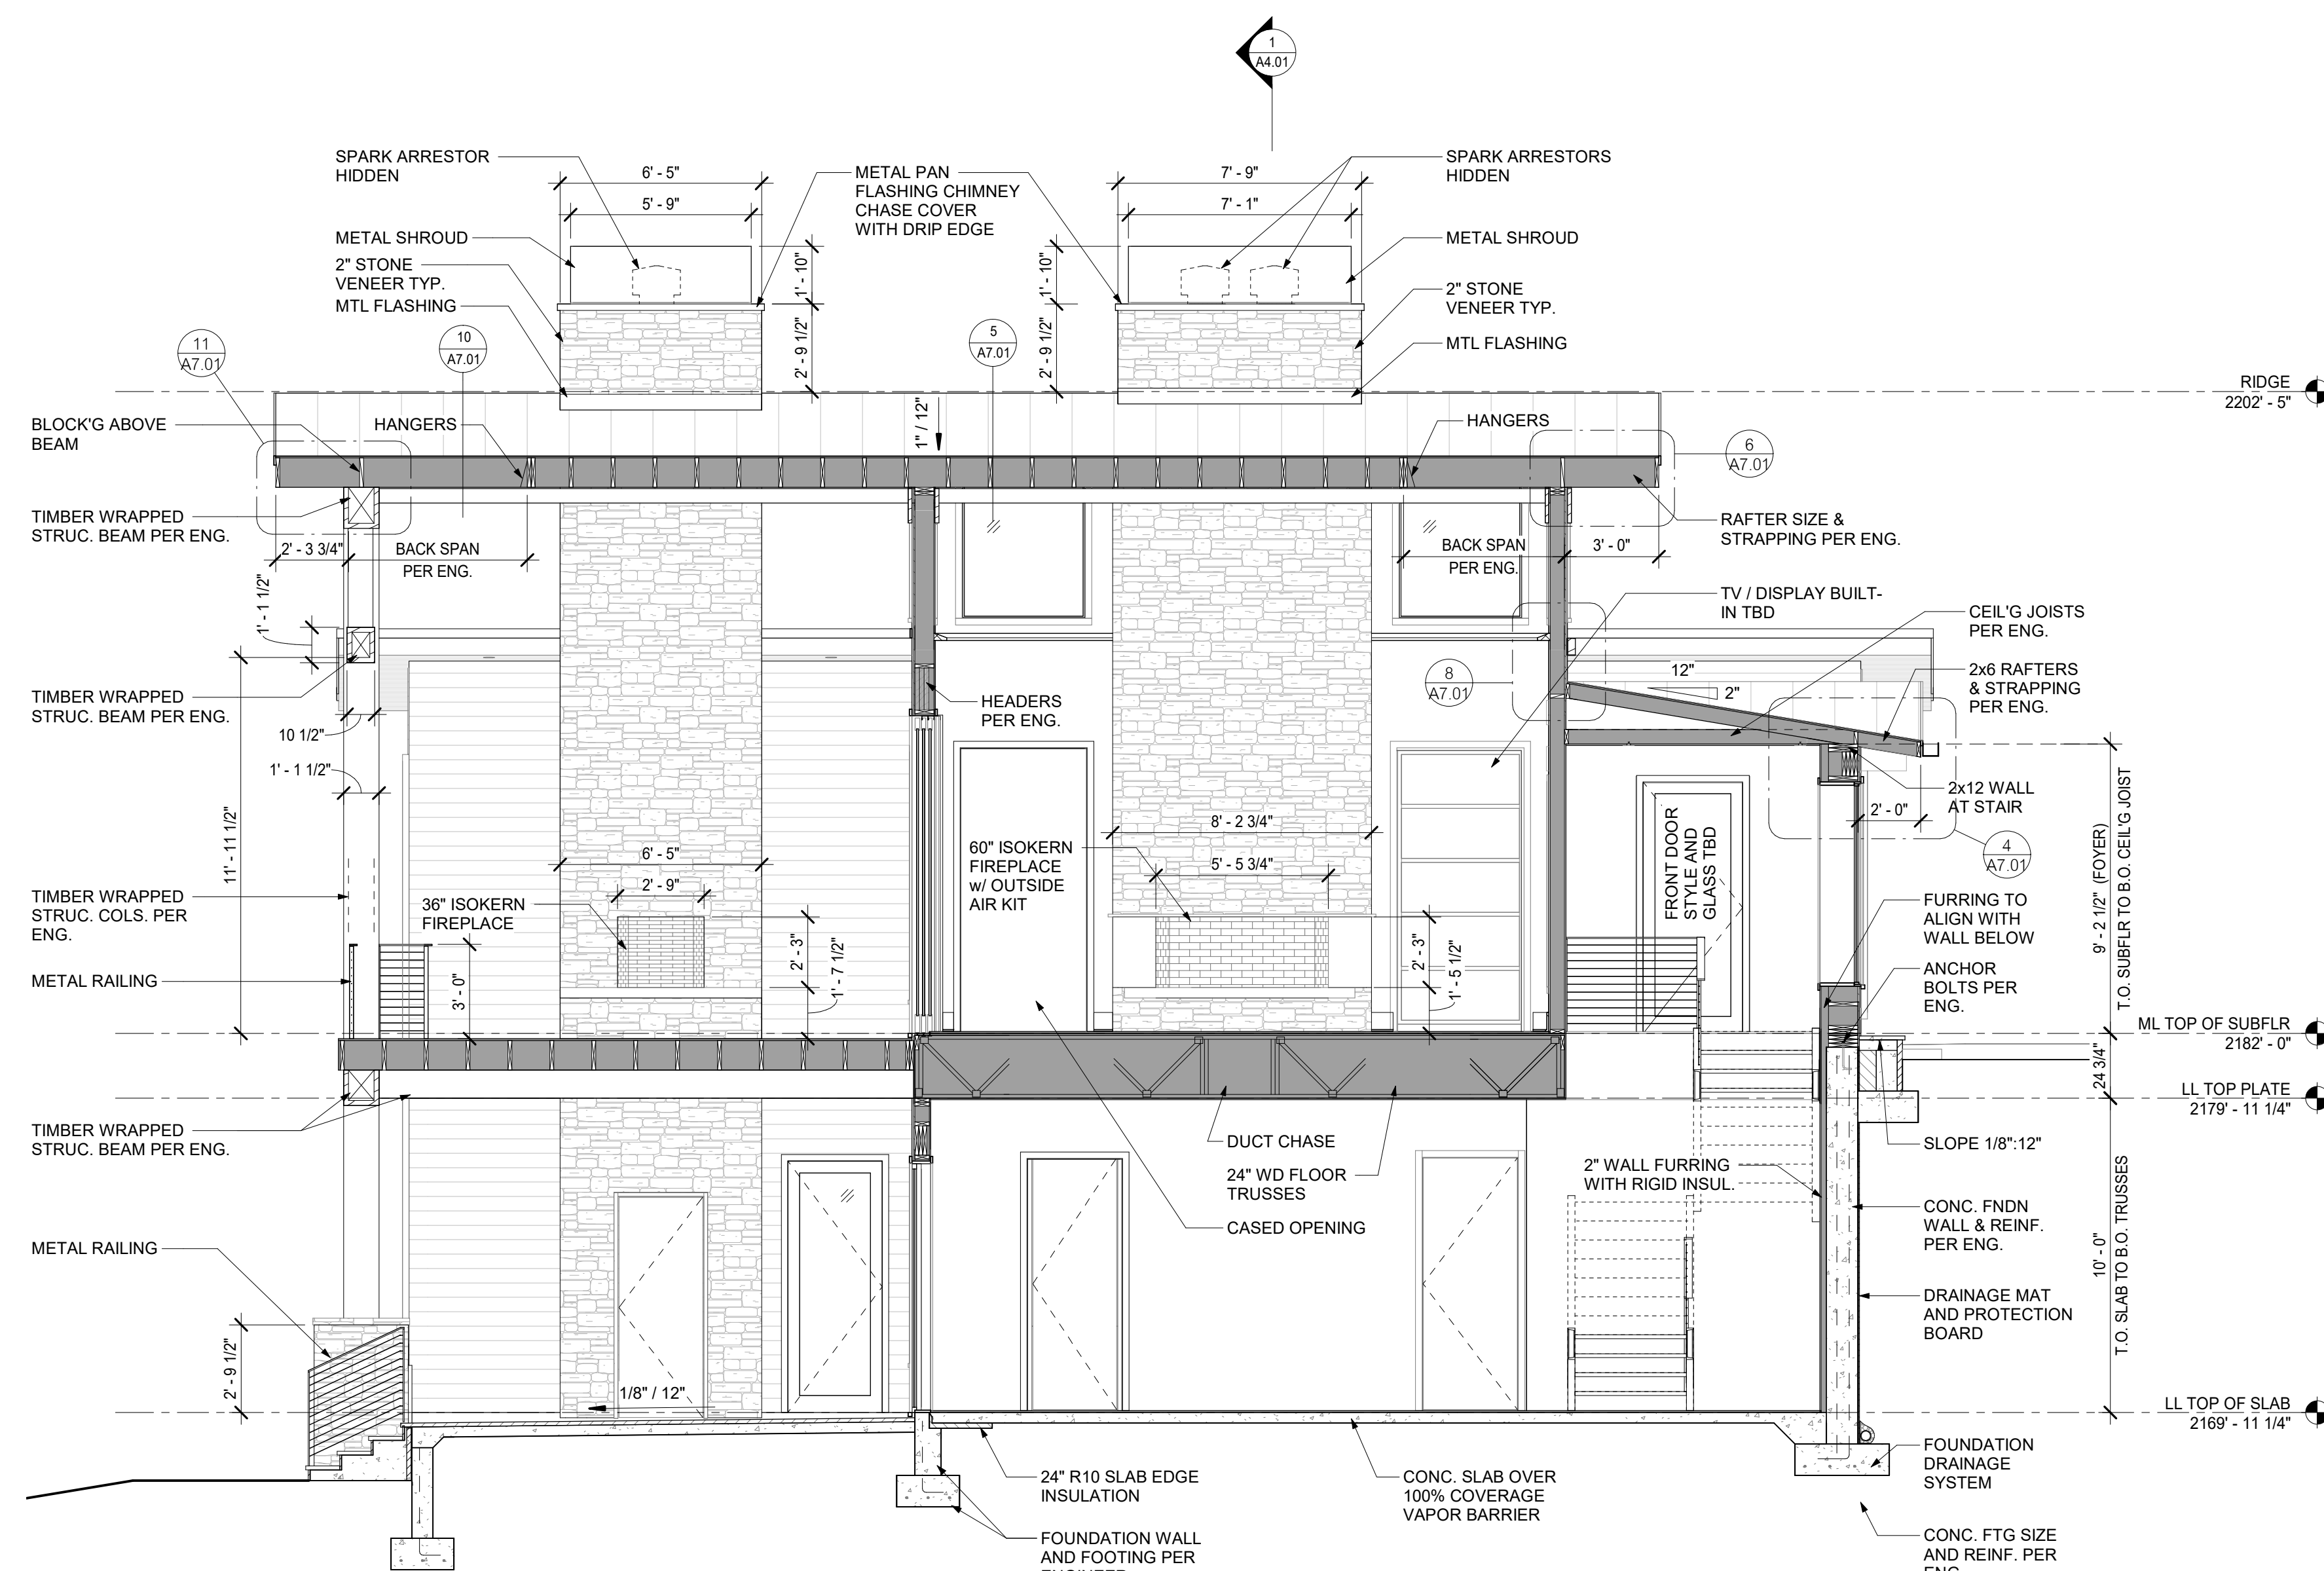 1
A4.01
SPARK ARRESTOR
HIDDEN
6' - 5"
5' - 9"
METAL PAN
FLASHING CHIMNEY
CHASE COVER
WITH DRIP EDGE
7' - 9"
7' - 1"
SPARK ARRESTORS
HIDDEN
METAL SHROUD
2" STONE
VENEER TYP.
MTL FLASHING
1' - 10"
2' - 9 1/2"
1' - 10"
2' - 9 1/2"
METAL SHROUD
2" STONE
VENEER TYP.
MTL FLASHING
11
A7.01
10
A7.01
5
A7.01
RIDGE
2202' - 5"
BLOCK'G ABOVE
BEAM
HANGERS
1" / 12"
HANGERS
6
A7.01
TIMBER WRAPPED
STRUC. BEAM PER ENG.
2' - 3 3/4"
BACK SPAN
PER ENG.
BACK SPAN
PER ENG.
3' - 0"
RAFTER SIZE &
STRAPPING PER ENG.
1' - 1 1/2"
TV / DISPLAY BUILT-
IN TBD
CEIL'G JOISTS
PER ENG.
TIMBER WRAPPED
STRUC. BEAM PER ENG.
10 1/2"
1' - 1 1/2"
HEADERS
PER ENG.
8
A7.01
12"
2"
2x6 RAFTERS
& STRAPPING
PER ENG.
2x12 WALL
AT STAIR
2' - 0"
4
A7.01
11' - 11 1/2"
8' - 2 3/4"
6' - 5"
5' - 5 3/4"
2' - 9"
60" ISOKERN
FIREPLACE
w/ OUTSIDE
AIR KIT
36" ISOKERN
FIREPLACE
FRONT DOOR
STYLE AND
GLASS TBD
9' - 2 1/2" (FOYER)
T.O. SUBFLR TO B.O. CEIL'G JOIST
TIMBER WRAPPED
STRUC. COLS. PER
ENG.
METAL RAILING
3' - 0"
2' - 3"
1' - 7 1/2"
2' - 3"
1' - 5 1/2"
FURRING TO
ALIGN WITH
WALL BELOW
ANCHOR
BOLTS PER
ENG.
ML TOP OF SUBFLR
2182' - 0"
24 3/4"
LL TOP PLATE
2179' - 11 1/4"
TIMBER WRAPPED
STRUC. BEAM PER ENG.
DUCT CHASE
24" WD FLOOR
TRUSSES
CASED OPENING
2" WALL FURRING
WITH RIGID INSUL.
SLOPE 1/8":12"
CONC. FNDN
WALL & REINF.
PER ENG.
10' - 0"
T.O. SLAB TO B.O. TRUSSES
METAL RAILING
DRAINAGE MAT
AND PROTECTION
BOARD
2' - 9 1/2"
1/8" / 12"
LL TOP OF SLAB
2169' - 11 1/4"
24" R10 SLAB EDGE
INSULATION
CONC. SLAB OVER
100% COVERAGE
VAPOR BARRIER
FOUNDATION
DRAINAGE
SYSTEM
FOUNDATION WALL
AND FOOTING PER
CONC. FTG SIZE
AND REINF. PER